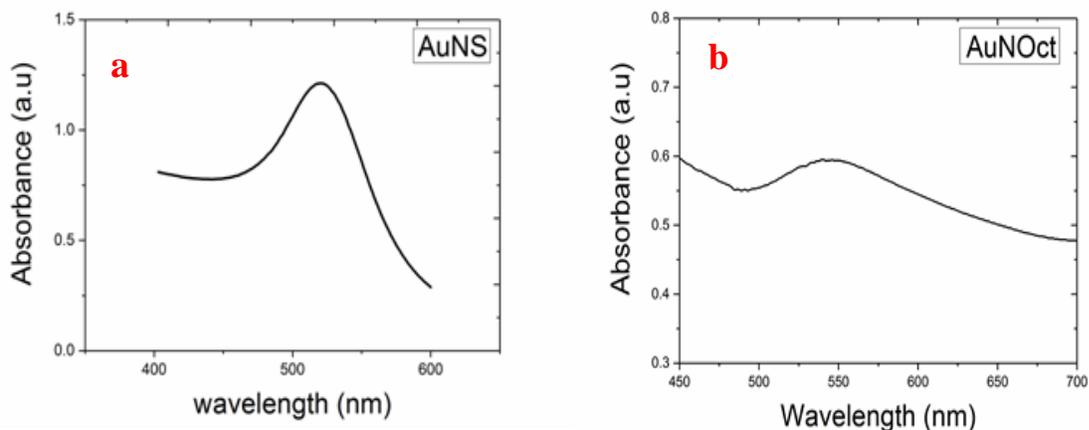 a
AuNS
1.5
1.0
0.5
0.0
Absorbance (a.u)
400 500 600
wavelength (nm)
b
AuNOct
0.8
0.7
0.6
0.5
0.4
0.3
Absorbance (a.u)
450 500 550 600 650 700
Wavelength (nm)